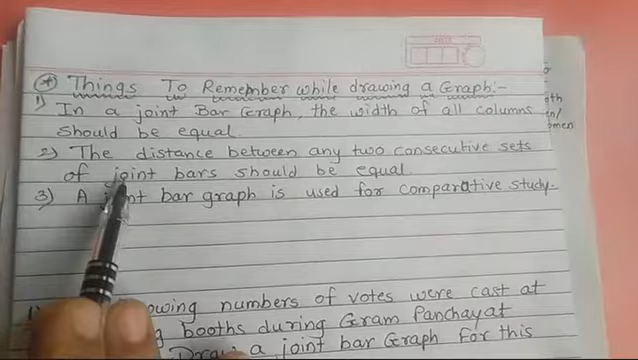 Things To Remember while drawing a Graph:-
1) In a joint Bar Graph, the width of all columns
should be equal.
2) The distance between any two consecutive sets
of joint bars should be equal.
3) A joint bar graph is used for comparative study.
owing numbers of votes were cast at
g booths during Gram Panchayat
Draw a joint bar Graph for this
omen